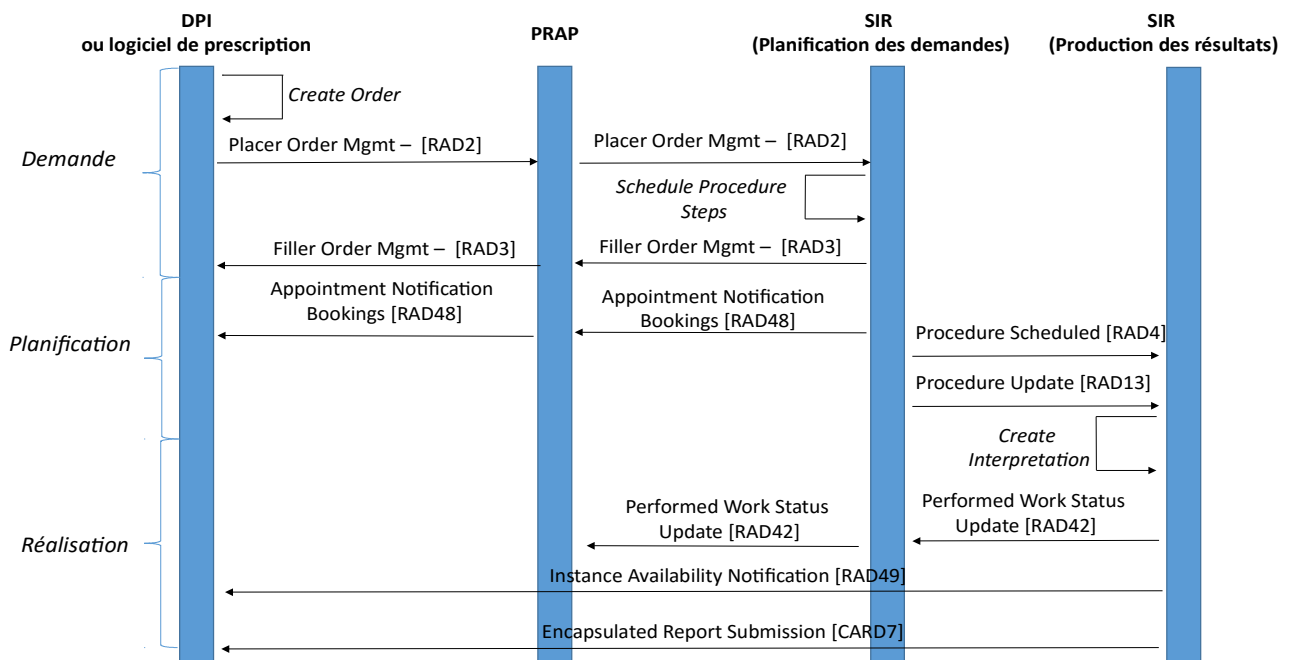 DPI
ou logiciel de prescription
PRAP
SIR
(Planification des demandes)
SIR
(Production des résultats)
Create Order
Demande
Placer Order Mgmt – [RAD2]
Placer Order Mgmt – [RAD2]
Schedule Procedure
Steps
Filler Order Mgmt – [RAD3]
Filler Order Mgmt – [RAD3]
Planification
Appointment Notification
Bookings [RAD48]
Appointment Notification
Bookings [RAD48]
Procedure Scheduled [RAD4]
Procedure Update [RAD13]
Create
Interpretation
Réalisation
Performed Work Status
Update [RAD42]
Performed Work Status
Update [RAD42]
Instance Availability Notification [RAD49]
Encapsulated Report Submission [CARD7]